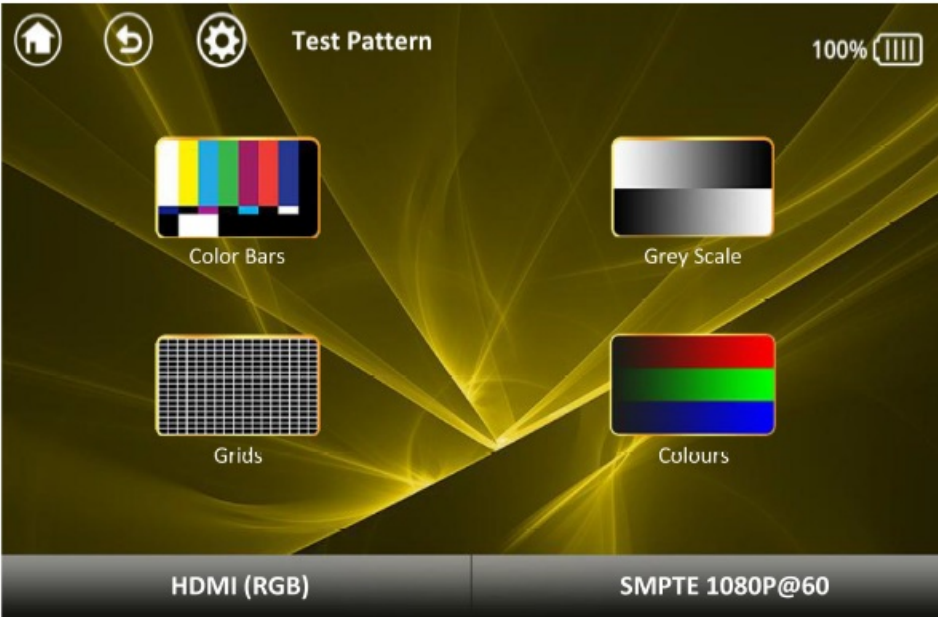 Test Pattern
100%
Color Bars
Grey Scale
Grids
Colours
HDMI (RGB)
SMPTE 1080P@60